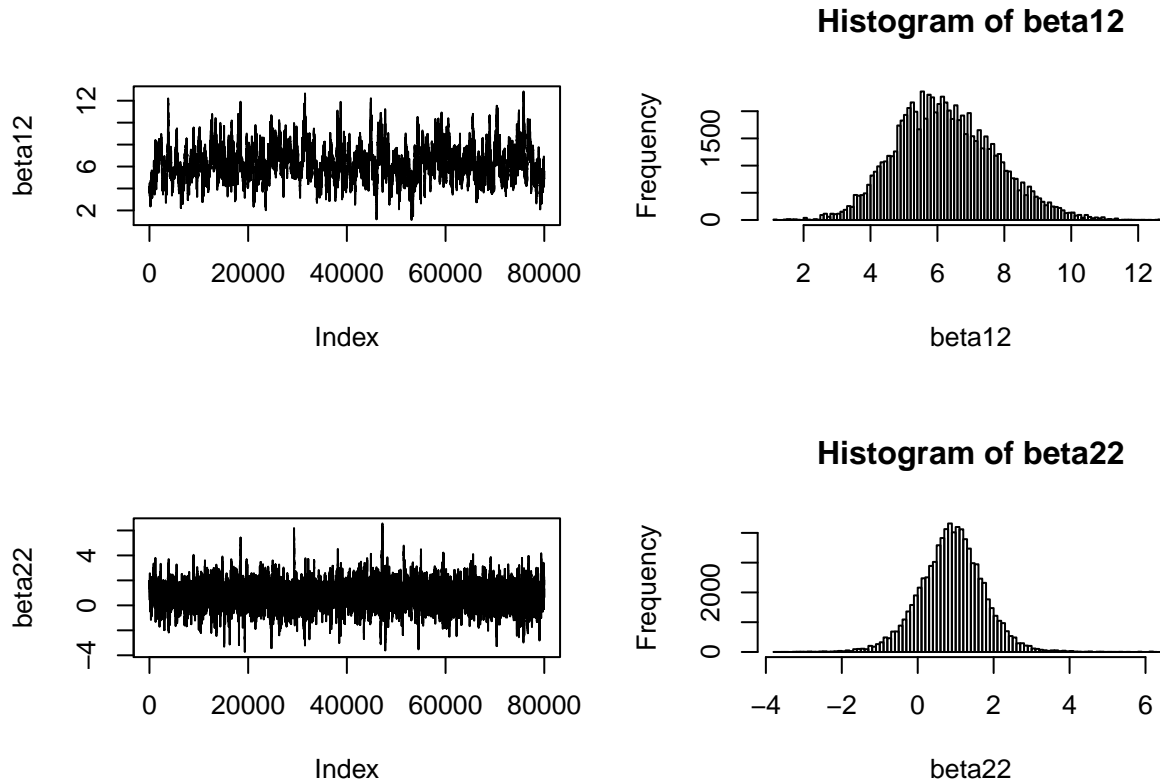 Histogram of beta12
beta12
2 6 12
0 20000 40000 60000 80000
Index
Frequency
0 1500
2 4 6 8 10 12
beta12
Histogram of beta22
beta22
−4 0 4
0 20000 40000 60000 80000
Index
Frequency
0 2000
−4 −2 0 2 4 6
beta22